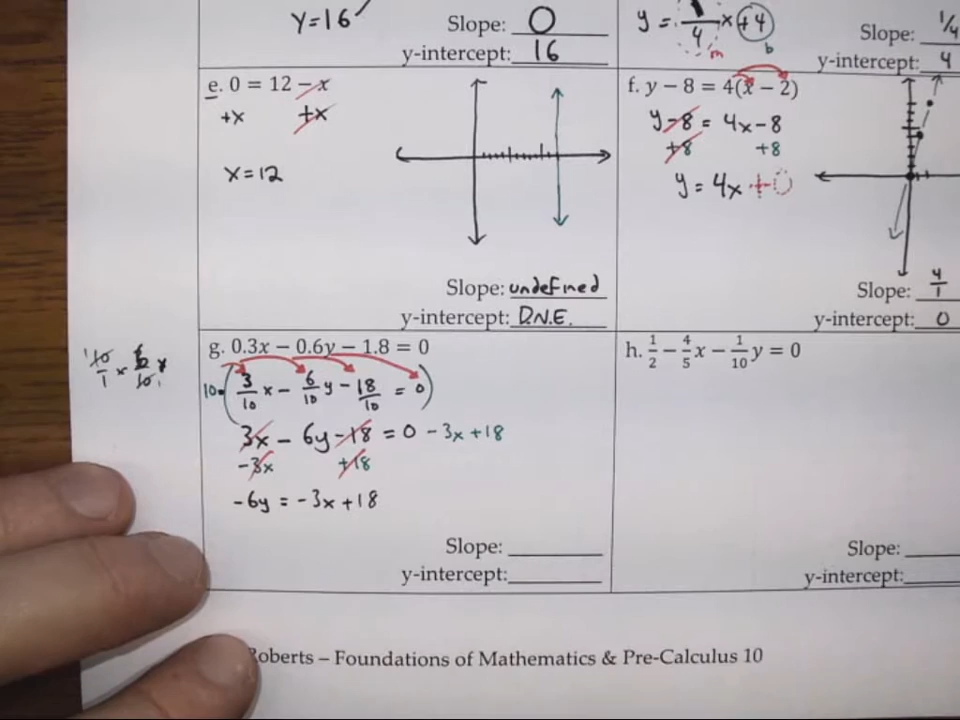 y=16
Slope: 0
y-intercept: 16
y = 1/4 x +4
m
b
Slope: 1/4
y-intercept: 4
e. 0 = 12 − x
+x +x
x=12
Slope: undefined
y-intercept: D.N.E.
f. y − 8 = 4(x − 2)
y-8 = 4x-8
+8 +8
y = 4x + 0
Slope: 4/1
y-intercept: 0
g. 0.3x − 0.6y − 1.8 = 0
10·(3/10 x - 6/10 y - 18/10 = 0)
3x - 6y - 18 = 0 -3x +18
-3x +18
-6y = -3x +18
Slope:
y-intercept:
h. 1/2 − 4/5 x − 1/10 y = 0
Slope:
y-intercept:
Roberts – Foundations of Mathematics & Pre-Calculus 10